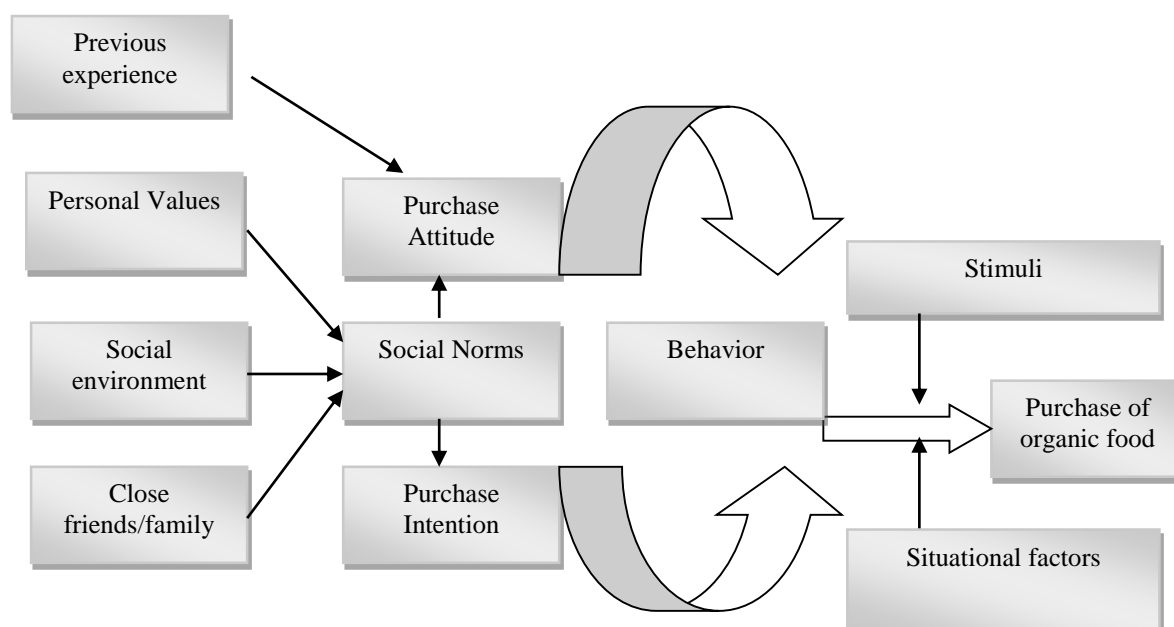 Previous
experience
Personal Values
Social
environment
Close
friends/family
Purchase
Attitude
Social Norms
Purchase
Intention
Behavior
Stimuli
Purchase of
organic food
Situational factors